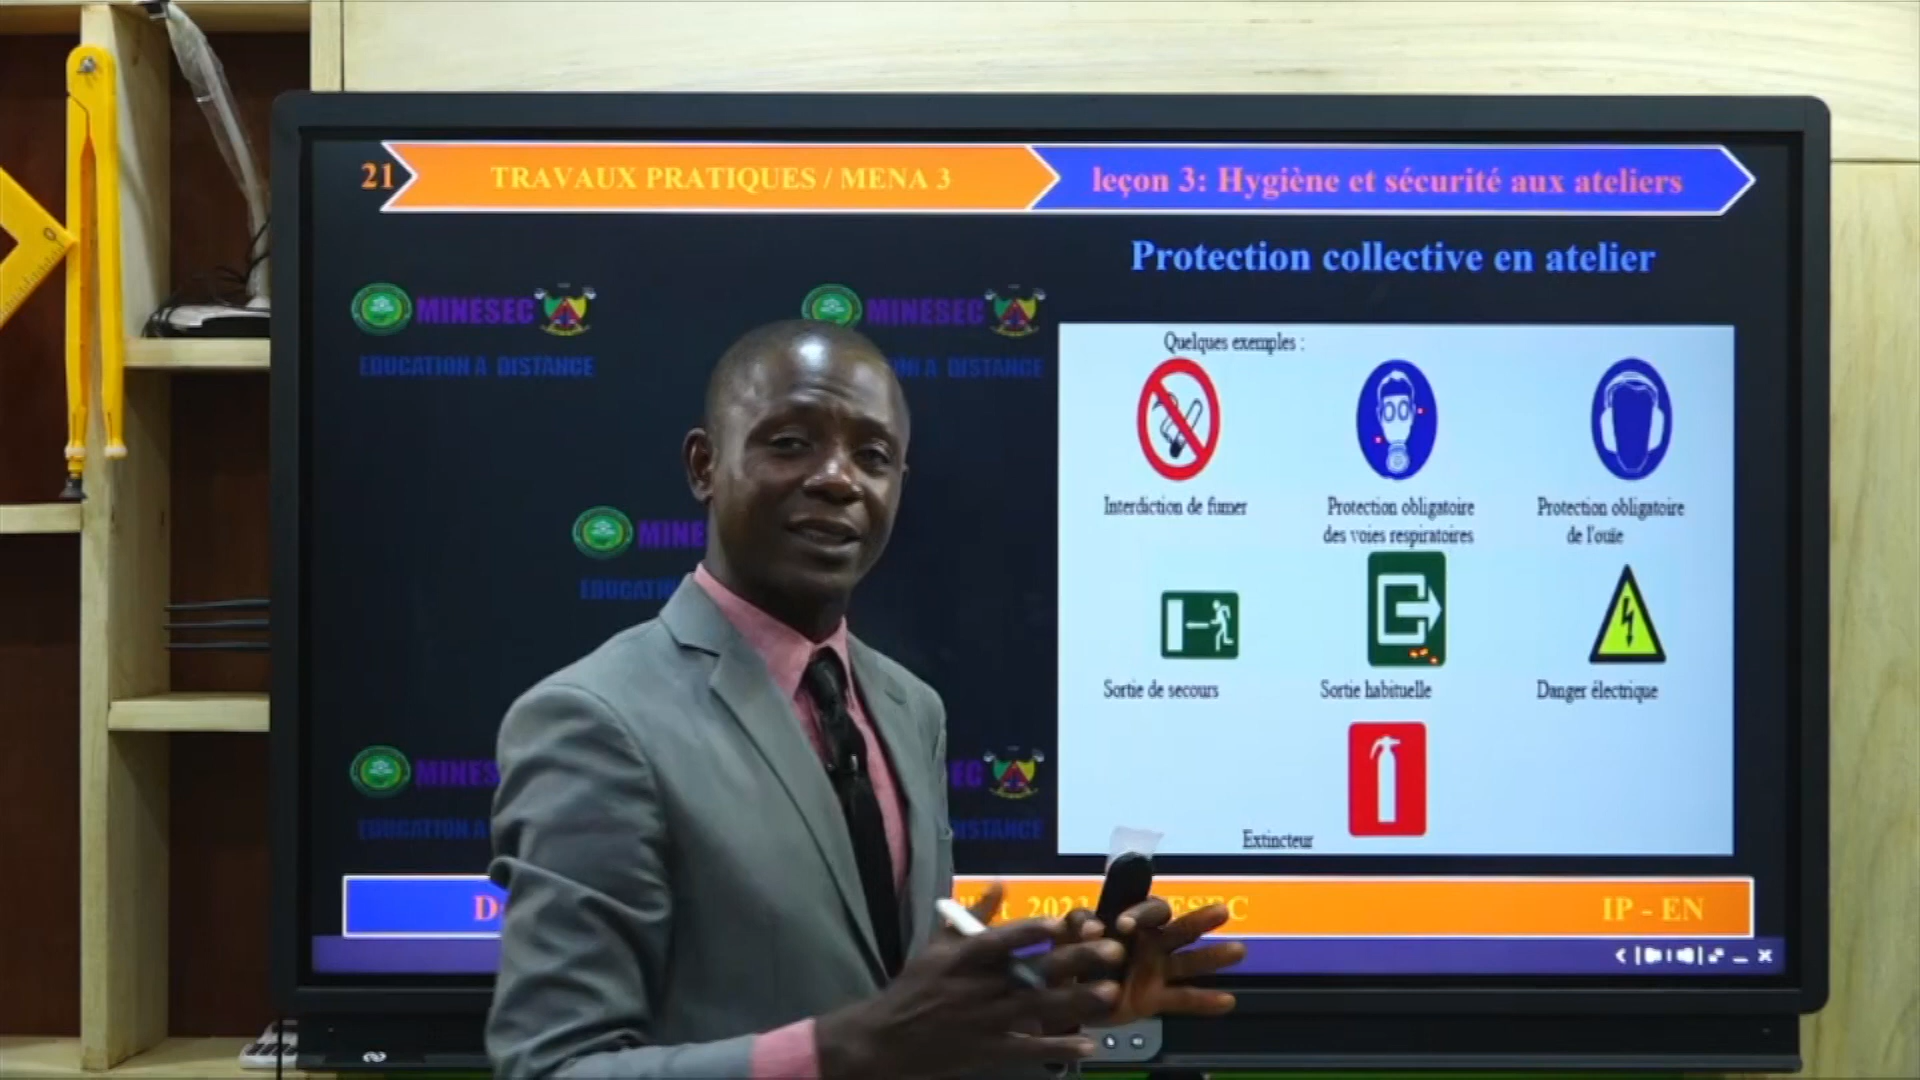 21
TRAVAUX PRATIQUES / MENA 3
leçon 3: Hygiène et sécurité aux ateliers
Protection collective en atelier
MINESEC
MINESEC
EDUCATION A DISTANCE
DISTANCE
Quelques exemples :
Interdiction de fumer
Protection obligatoire
des voies respiratoires
Protection obligatoire
de l'ouïe
Sortie de secours
Sortie habituelle
Danger électrique
Extincteur
IP - EN